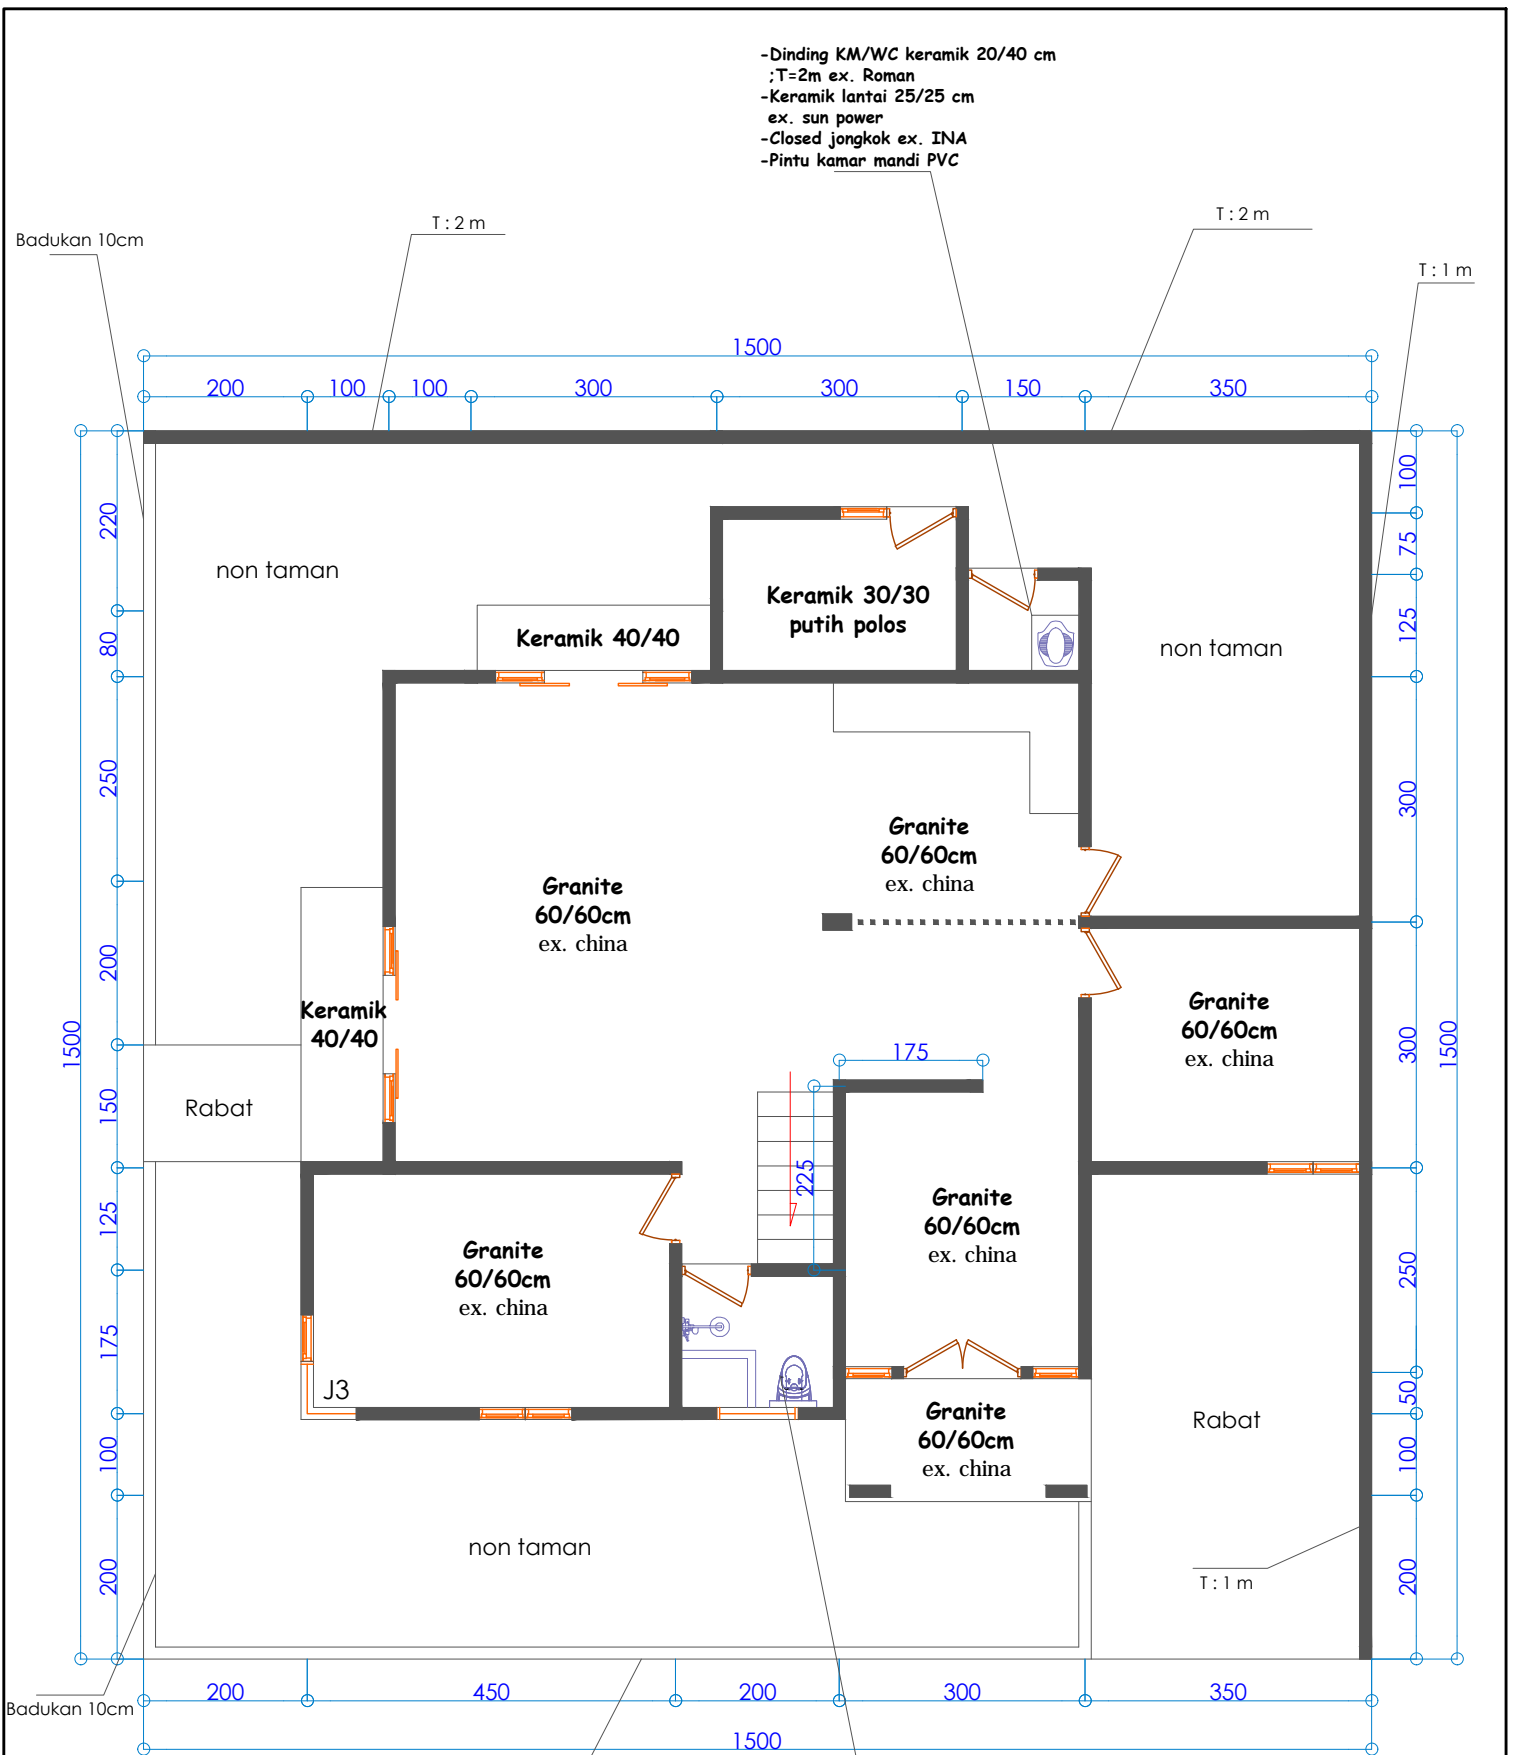 -Dinding KM/WC keramik 20/40 cm
;T=2m ex. Roman
-Keramik lantai 25/25 cm
ex. sun power
-Closed jongkok ex. INA
-Pintu kamar mandi PVC
T : 2 m
T : 2 m
Badukan 10cm
T : 1 m
1500
200 100 100 300 300 150 350
220
80
250
200
150
125
175
100
200
1500
100
75
125
300
300
250
50
100
200
1500
non taman
Keramik 30/30
putih polos
Keramik 40/40
non taman
Granite
60/60cm
ex. china
Granite
60/60cm
ex. china
Keramik
40/40
Granite
60/60cm
ex. china
175
Rabat
225
Granite
60/60cm
ex. china
Granite
60/60cm
ex. china
J3
Granite
60/60cm
ex. china
Rabat
non taman
T : 1 m
Badukan 10cm
200 450 200 300 350
1500